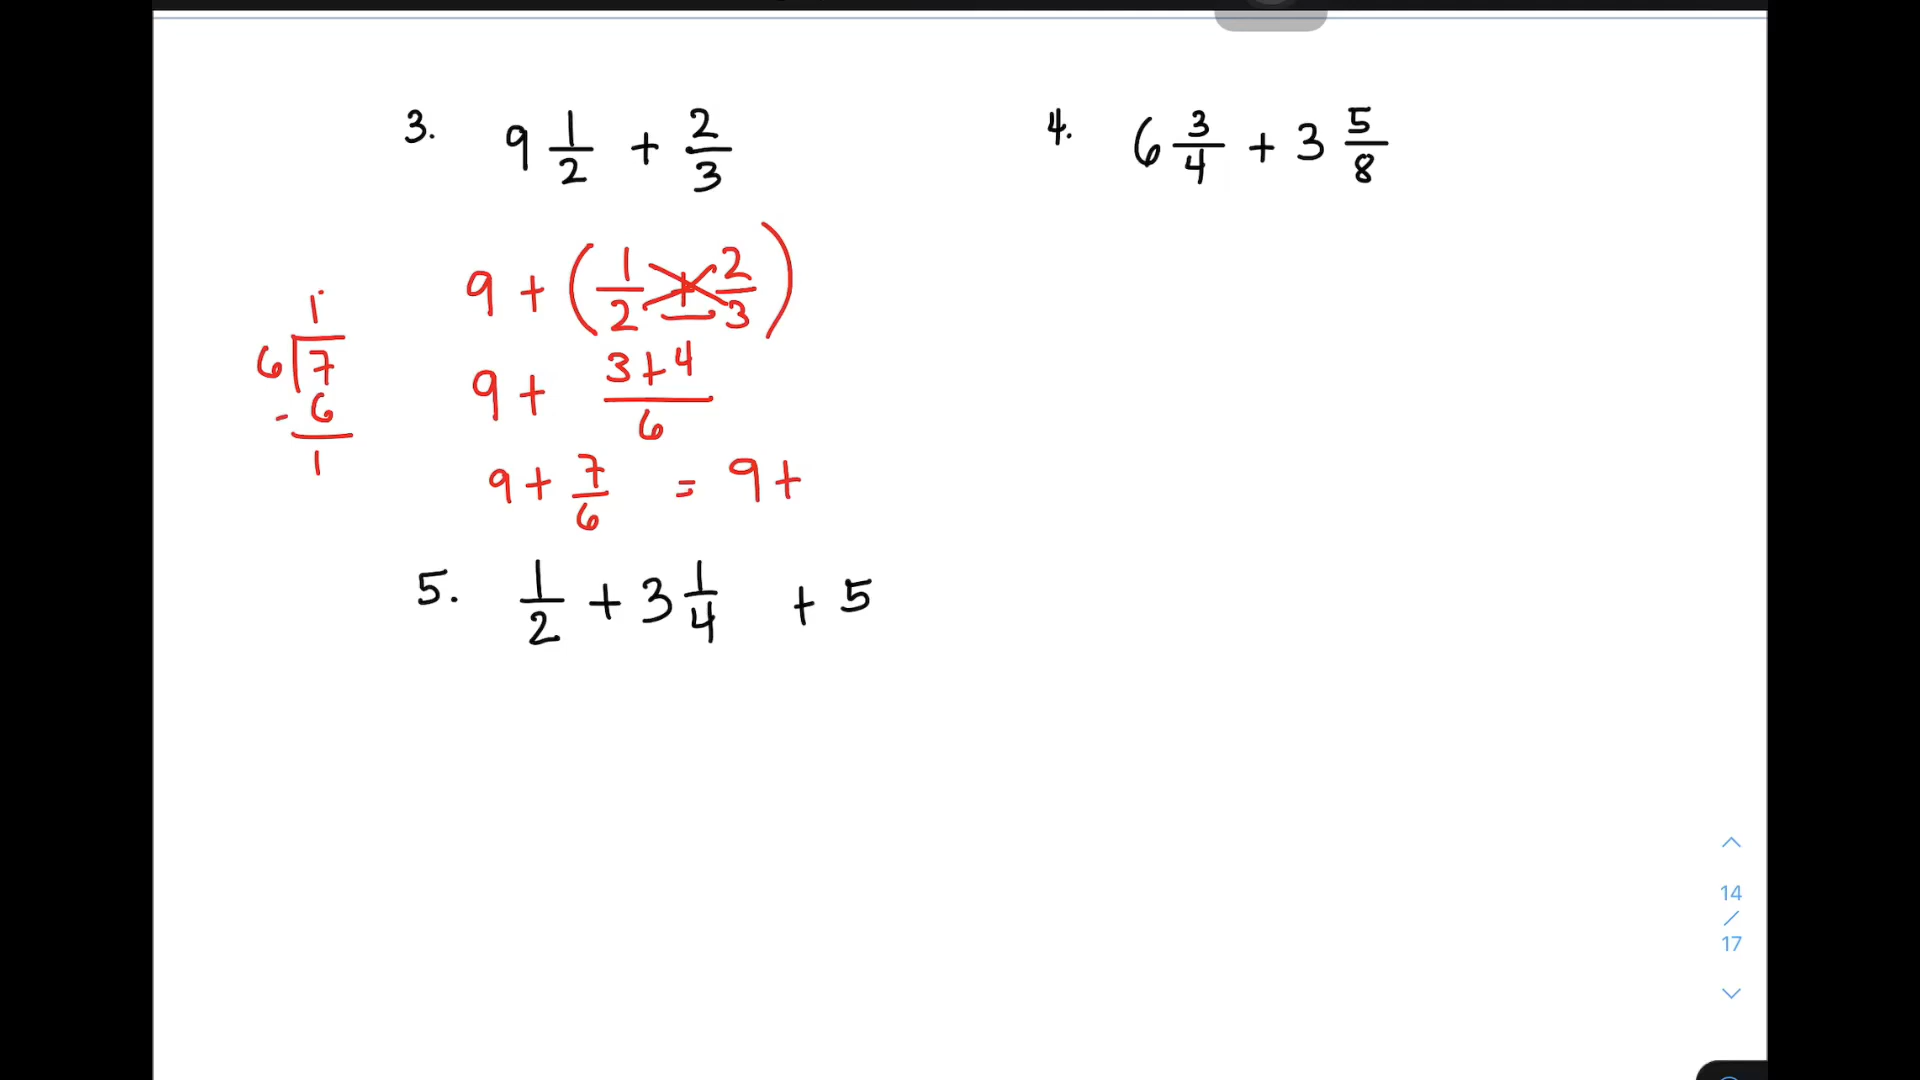 3. 9 1/2 + 2/3
4. 6 3/4 + 3 5/8
9 + (1/2 + 2/3)
9 + (3+4)/6
1
6 7
- 6
1
9 + 7/6 = 9 +
5. 1/2 + 3 1/4 + 5
14
/
17